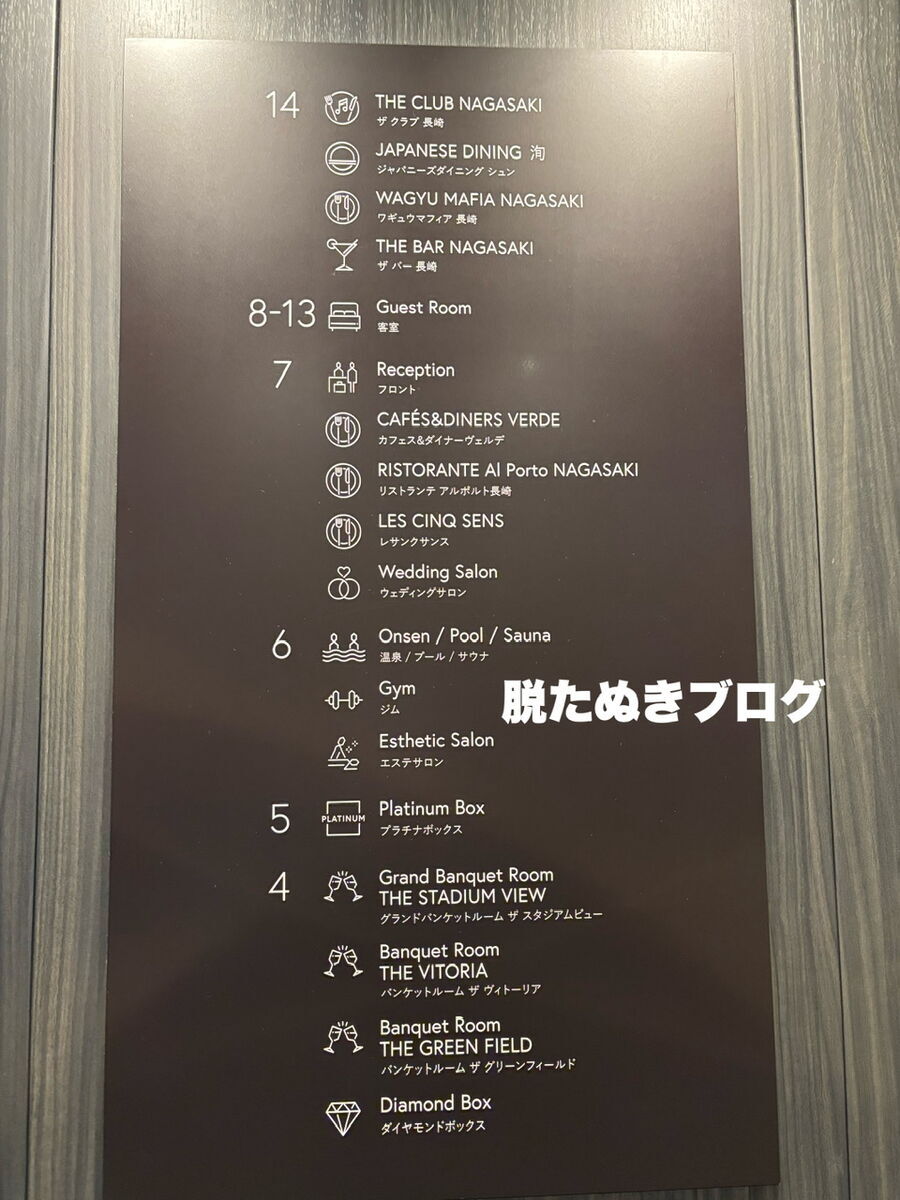 14 THE CLUB NAGASAKI
ザ クラブ 長崎
JAPANESE DINING 洵
ジャパニーズダイニング シュン
WAGYU MAFIA NAGASAKI
ワギュウマフィア 長崎
THE BAR NAGASAKI
ザ バー 長崎
8-13 Guest Room
客室
7 Reception
フロント
CAFÉS&DINERS VERDE
カフェス&ダイナーヴェルデ
RISTORANTE Al Porto NAGASAKI
リストランテ アルポルト長崎
LES CINQ SENS
レサンクサンス
Wedding Salon
ウェディングサロン
6 Onsen / Pool / Sauna
温泉 / プール / サウナ
Gym
ジム
脱たぬきブログ
Esthetic Salon
エステサロン
5 PLATINUM Platinum Box
プラチナボックス
4 Grand Banquet Room
THE STADIUM VIEW
グランドバンケットルーム ザ スタジアムビュー
Banquet Room
THE VITORIA
バンケットルーム ザ ヴィトーリア
Banquet Room
THE GREEN FIELD
バンケットルーム ザ グリーンフィールド
Diamond Box
ダイヤモンドボックス